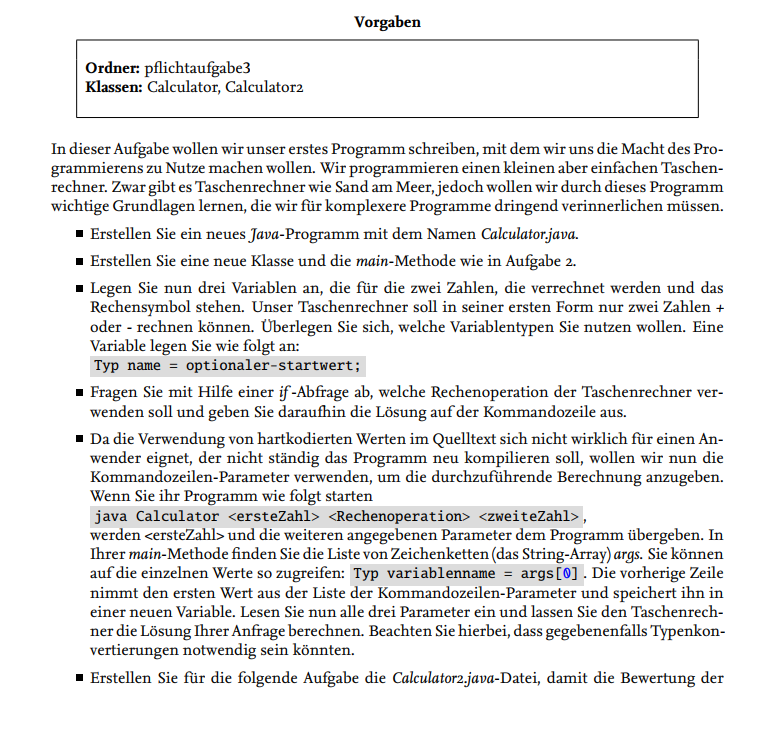 Vorgaben
Ordner: pflichtaufgabe3
Klassen: Calculator, Calculator2
In dieser Aufgabe wollen wir unser erstes Programm schreiben, mit dem wir uns die Macht des Pro-
grammierens zu Nutze machen wollen. Wir programmieren einen kleinen aber einfachen Taschen-
rechner. Zwar gibt es Taschenrechner wie Sand am Meer, jedoch wollen wir durch dieses Programm
wichtige Grundlagen lernen, die wir für komplexere Programme dringend verinnerlichen müssen.
▪ Erstellen Sie ein neues Java-Programm mit dem Namen Calculator.java.
▪ Erstellen Sie eine neue Klasse und die main-Methode wie in Aufgabe 2.
▪ Legen Sie nun drei Variablen an, die für die zwei Zahlen, die verrechnet werden und das
Rechensymbol stehen. Unser Taschenrechner soll in seiner ersten Form nur zwei Zahlen +
oder - rechnen können. Überlegen Sie sich, welche Variablentypen Sie nutzen wollen. Eine
Variable legen Sie wie folgt an:
Typ name = optionaler-startwert;
▪ Fragen Sie mit Hilfe einer if-Abfrage ab, welche Rechenoperation der Taschenrechner ver-
wenden soll und geben Sie daraufhin die Lösung auf der Kommandozeile aus.
▪ Da die Verwendung von hartkodierten Werten im Quelltext sich nicht wirklich für einen An-
wender eignet, der nicht ständig das Programm neu kompilieren soll, wollen wir nun die
Kommandozeilen-Parameter verwenden, um die durchzuführende Berechnung anzugeben.
Wenn Sie ihr Programm wie folgt starten
java Calculator <ersteZahl> <Rechenoperation> <zweiteZahl>,
werden <ersteZahl> und die weiteren angegebenen Parameter dem Programm übergeben. In
Ihrer main-Methode finden Sie die Liste von Zeichenketten (das String-Array) args. Sie können
auf die einzelnen Werte so zugreifen: Typ variablenname = args[0]. Die vorherige Zeile
nimmt den ersten Wert aus der Liste der Kommandozeilen-Parameter und speichert ihn in
einer neuen Variable. Lesen Sie nun alle drei Parameter ein und lassen Sie den Taschenrech-
ner die Lösung Ihrer Anfrage berechnen. Beachten Sie hierbei, dass gegebenenfalls Typenkon-
vertierungen notwendig sein könnten.
▪ Erstellen Sie für die folgende Aufgabe die Calculator2.java-Datei, damit die Bewertung der